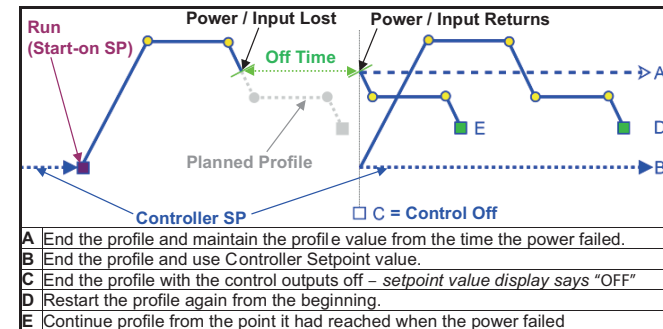 Run
(Start-on SP)
Power / Input Lost
Power / Input Returns
Off Time
A
E
D
Planned Profile
B
Controller SP
C = Control Off
A End the profile and maintain the profile value from the time the power failed.
B End the profile and use Controller Setpoint value.
C End the profile with the control outputs off – setpoint value display says “OFF”
D Restart the profile again from the beginning.
E Continue profile from the point it had reached when the power failed